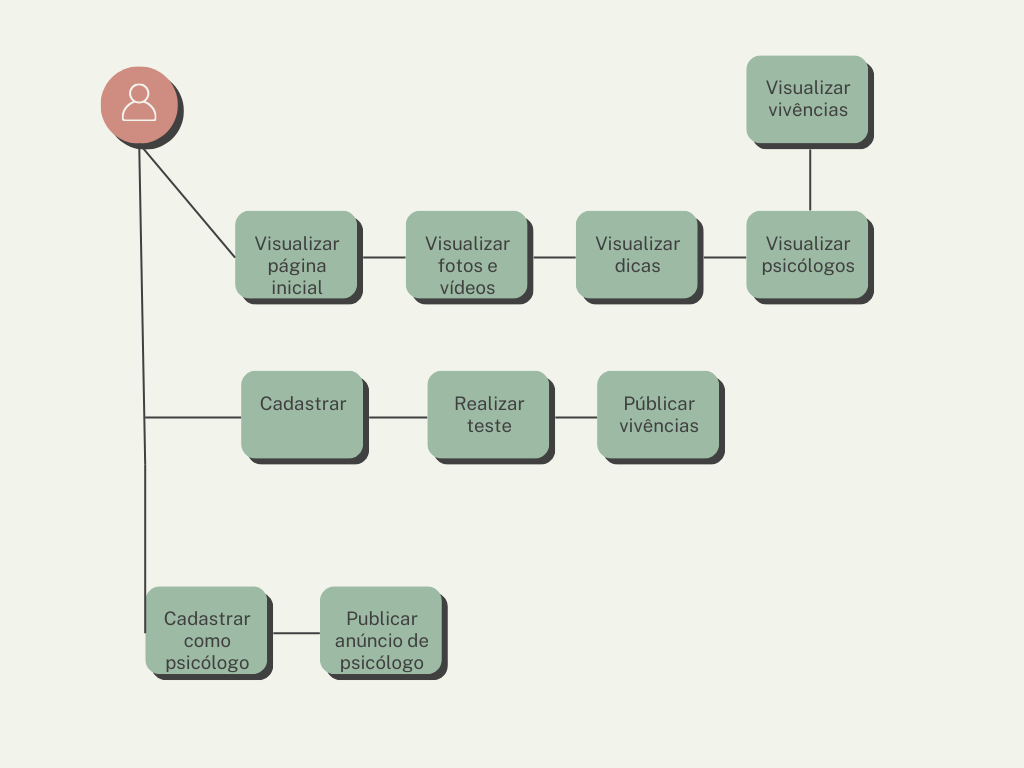 Visualizar
vivências
Visualizar
página
inicial
Visualizar
fotos e
vídeos
Visualizar
dicas
Visualizar
psicólogos
Cadastrar
Realizar
teste
Públicar
vivências
Cadastrar
como
psicólogo
Publicar
anúncio de
psicólogo